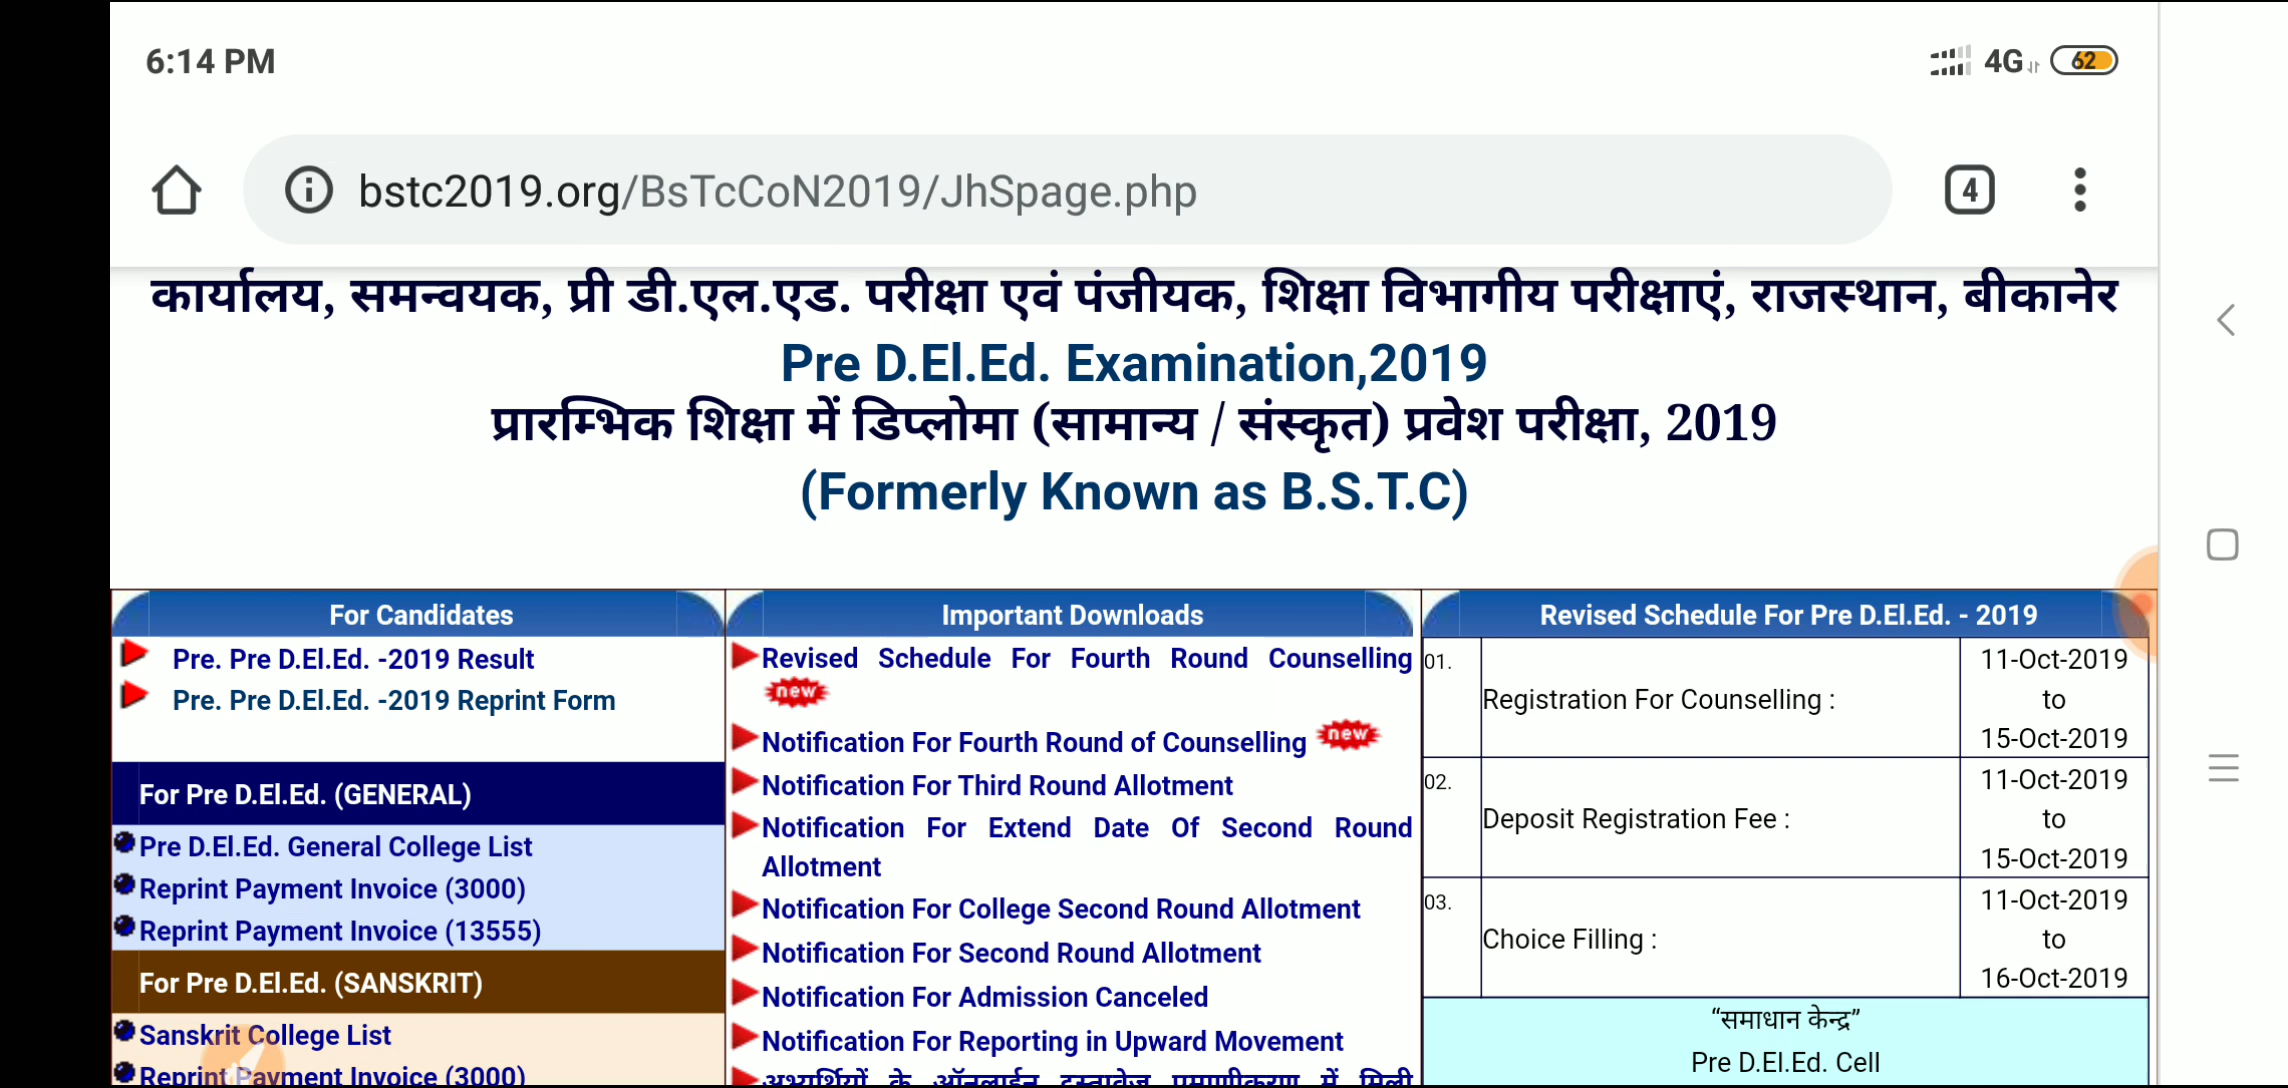 6:14 PM
4G
62
bstc2019.org/BsTcCoN2019/JhSpage.php
4
कार्यालय, समन्वयक, प्री डी.एल.एड. परीक्षा एवं पंजीयक, शिक्षा विभागीय परीक्षाएं, राजस्थान, बीकानेर
Pre D.El.Ed. Examination,2019
प्रारम्भिक शिक्षा में डिप्लोमा (सामान्य / संस्कृत) प्रवेश परीक्षा, 2019
(Formerly Known as B.S.T.C)
For Candidates
Pre. Pre D.El.Ed. -2019 Result
Pre. Pre D.El.Ed. -2019 Reprint Form
For Pre D.El.Ed. (GENERAL)
Pre D.El.Ed. General College List
Reprint Payment Invoice (3000)
Reprint Payment Invoice (13555)
For Pre D.El.Ed. (SANSKRIT)
Sanskrit College List
Reprint Payment Invoice (3000)
Important Downloads
Revised Schedule For Fourth Round Counselling
new
Notification For Fourth Round of Counselling new
Notification For Third Round Allotment
Notification For Extend Date Of Second Round
Allotment
Notification For College Second Round Allotment
Notification For Second Round Allotment
Notification For Admission Canceled
Notification For Reporting in Upward Movement
अभ्यर्थियों के ऑनलाईन दस्तावेज प्रमाणीकरण में मिली
Revised Schedule For Pre D.El.Ed. - 2019
01.
Registration For Counselling :
11-Oct-2019
to
15-Oct-2019
02.
Deposit Registration Fee :
11-Oct-2019
to
15-Oct-2019
03.
Choice Filling :
11-Oct-2019
to
16-Oct-2019
“समाधान केन्द्र”
Pre D.El.Ed. Cell